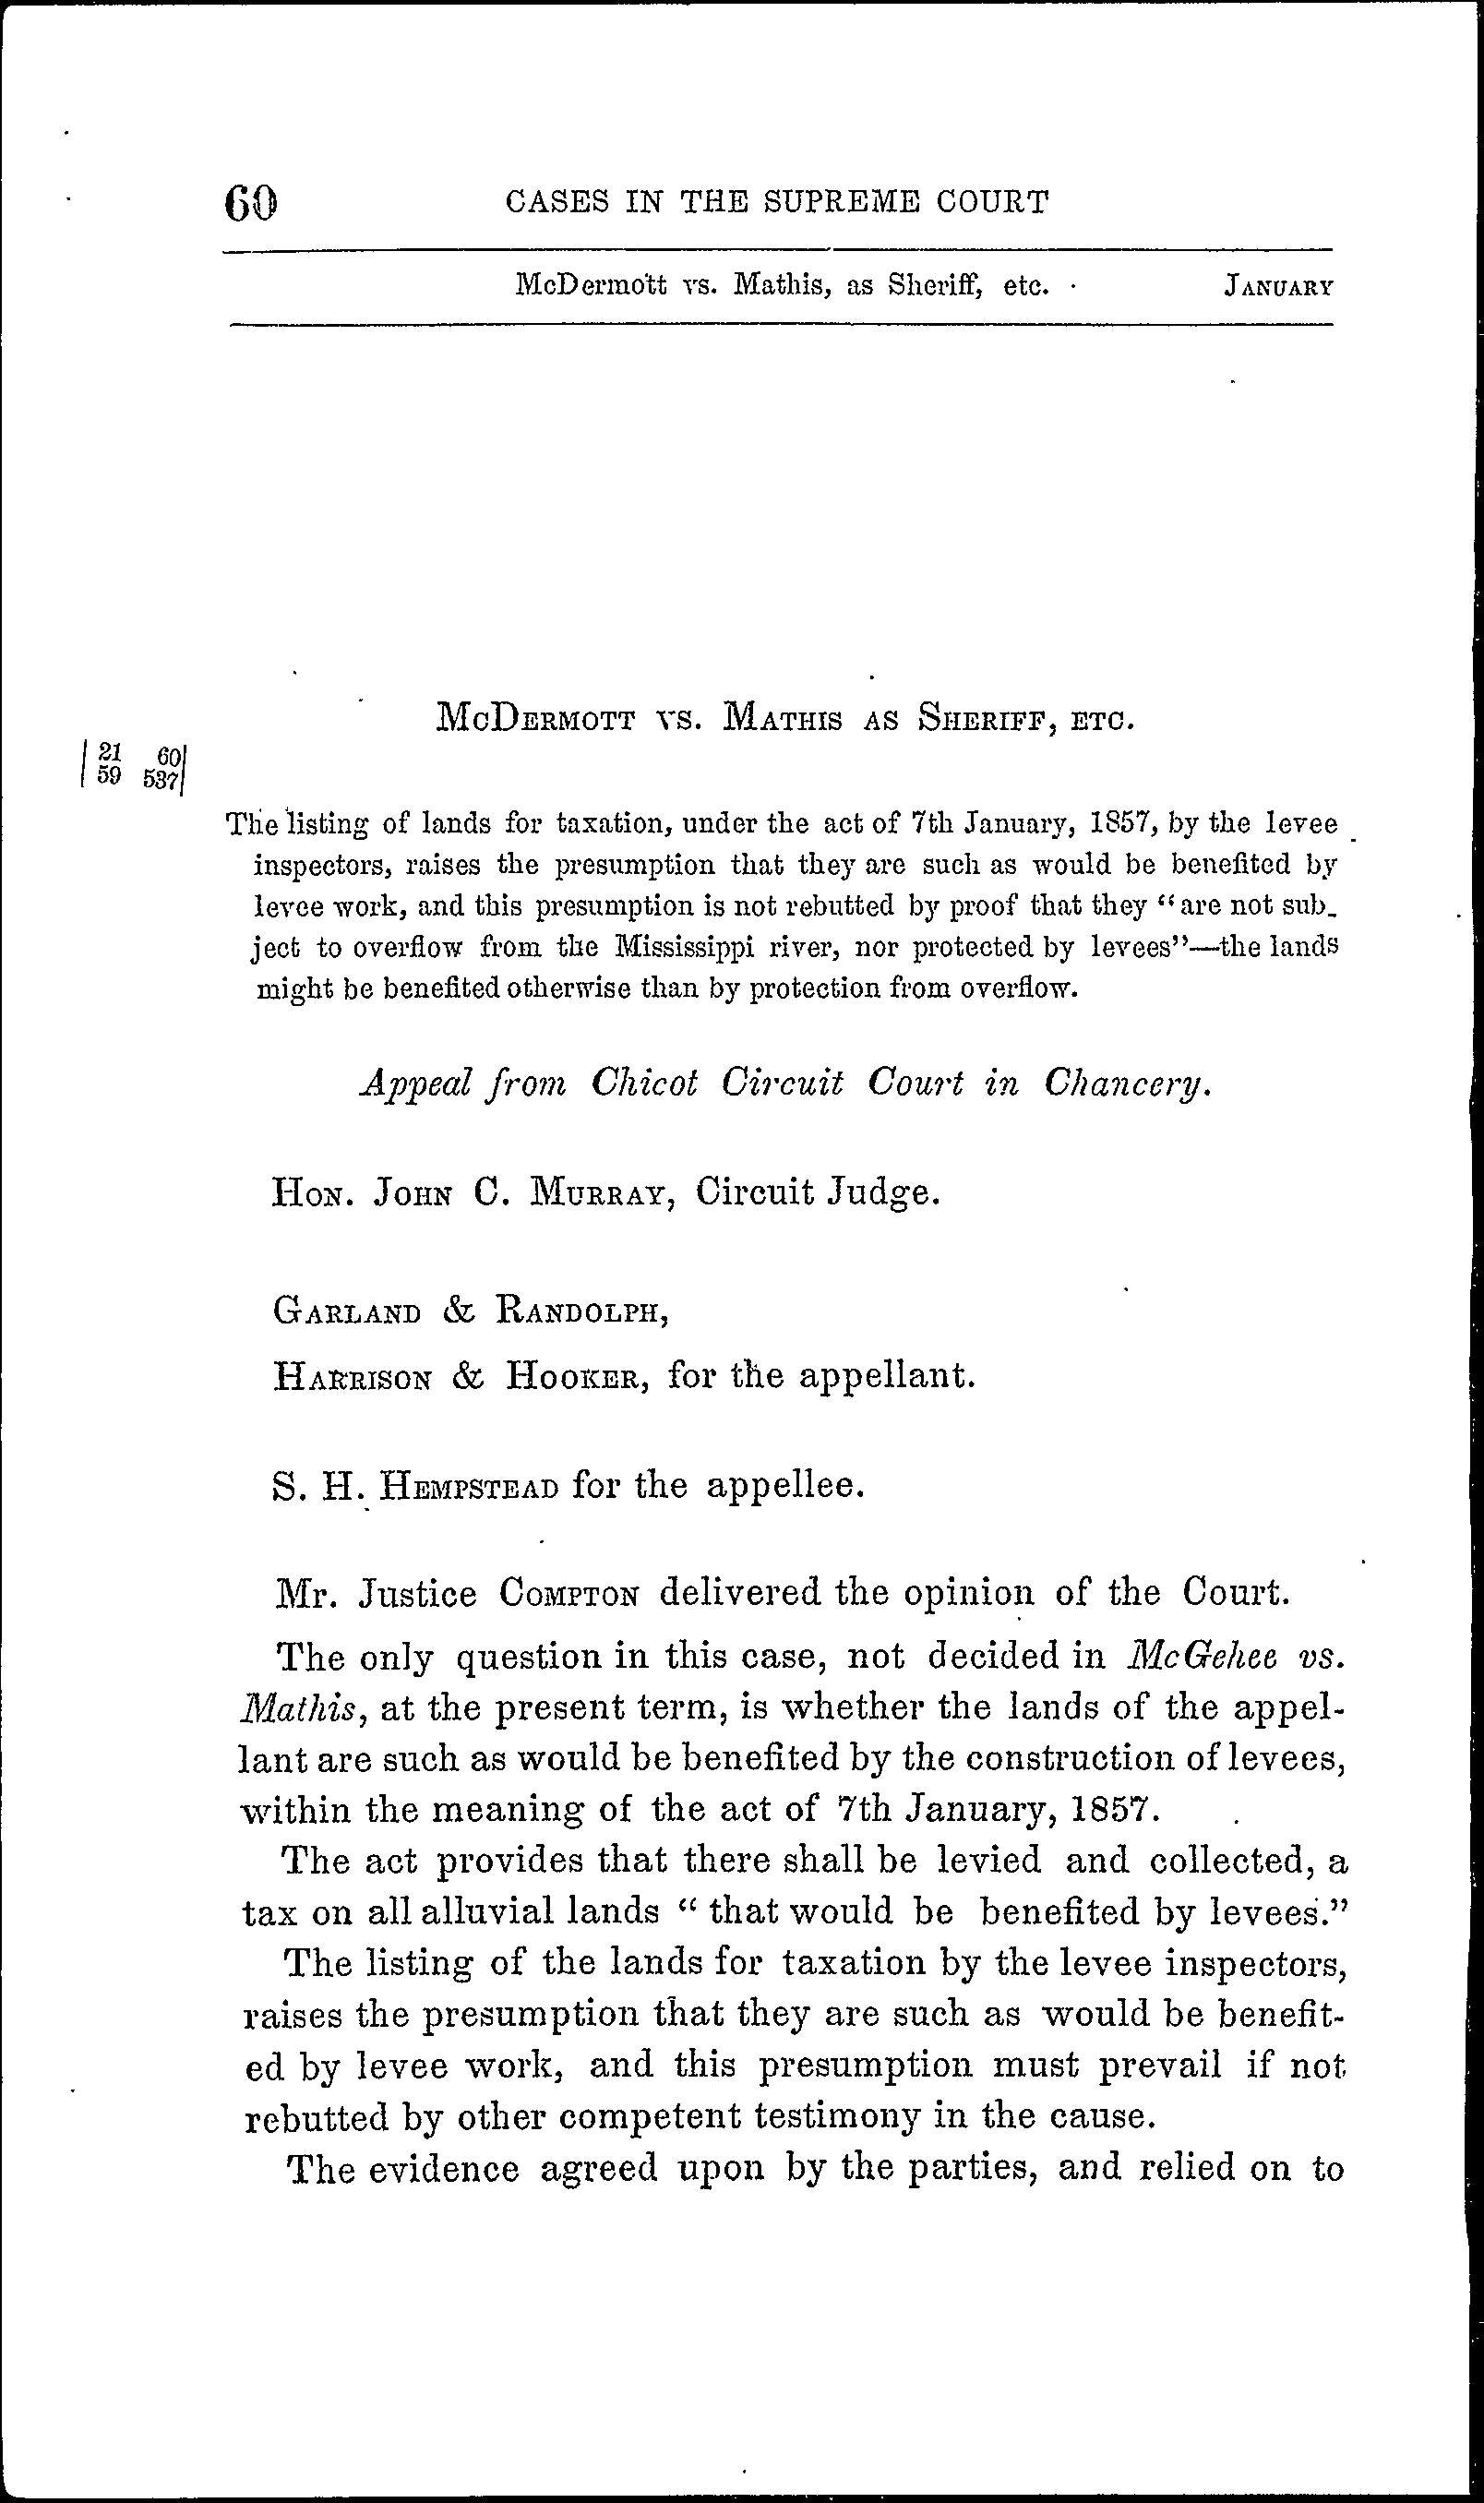 60 CASES IN THE SUPREME COURT
McDermott vs. Mathis, as Sheriff, etc. JANUARY
MCDERMOTT VS. MATHIS AS SHERIFF, ETC.
21 60
59 537
The listing of lands for taxation, under the act of 7th January, 1857, by the levee
inspectors, raises the presumption that they are such as would be benefited by
levee work, and this presumption is not rebutted by proof that they “are not sub-
ject to overflow from the Mississippi river, nor protected by levees”—the lands
might be benefited otherwise than by protection from overflow.
Appeal from Chicot Circuit Court in Chancery.
HON. JOHN C. MURRAY, Circuit Judge.
GARLAND & RANDOLPH,
HARRISON & HOOKER, for the appellant.
S. H. HEMPSTEAD for the appellee.
Mr. Justice COMPTON delivered the opinion of the Court.
The only question in this case, not decided in McGehee vs.
Mathis, at the present term, is whether the lands of the appel-
lant are such as would be benefited by the construction of levees,
within the meaning of the act of 7th January, 1857.
The act provides that there shall be levied and collected, a
tax on all alluvial lands “ that would be benefited by levees.”
The listing of the lands for taxation by the levee inspectors,
raises the presumption that they are such as would be benefit-
ed by levee work, and this presumption must prevail if not
rebutted by other competent testimony in the cause.
The evidence agreed upon by the parties, and relied on to